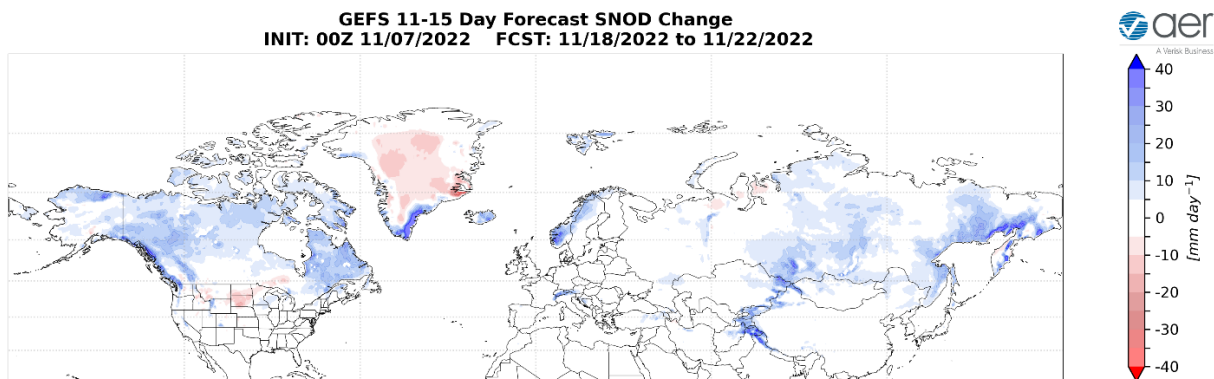 GEFS 11-15 Day Forecast SNOD Change
INIT: 00Z 11/07/2022 FCST: 11/18/2022 to 11/22/2022
aer
A Verisk Business
40
30
20
10
0
-10
-20
-30
-40
[mm day⁻¹]